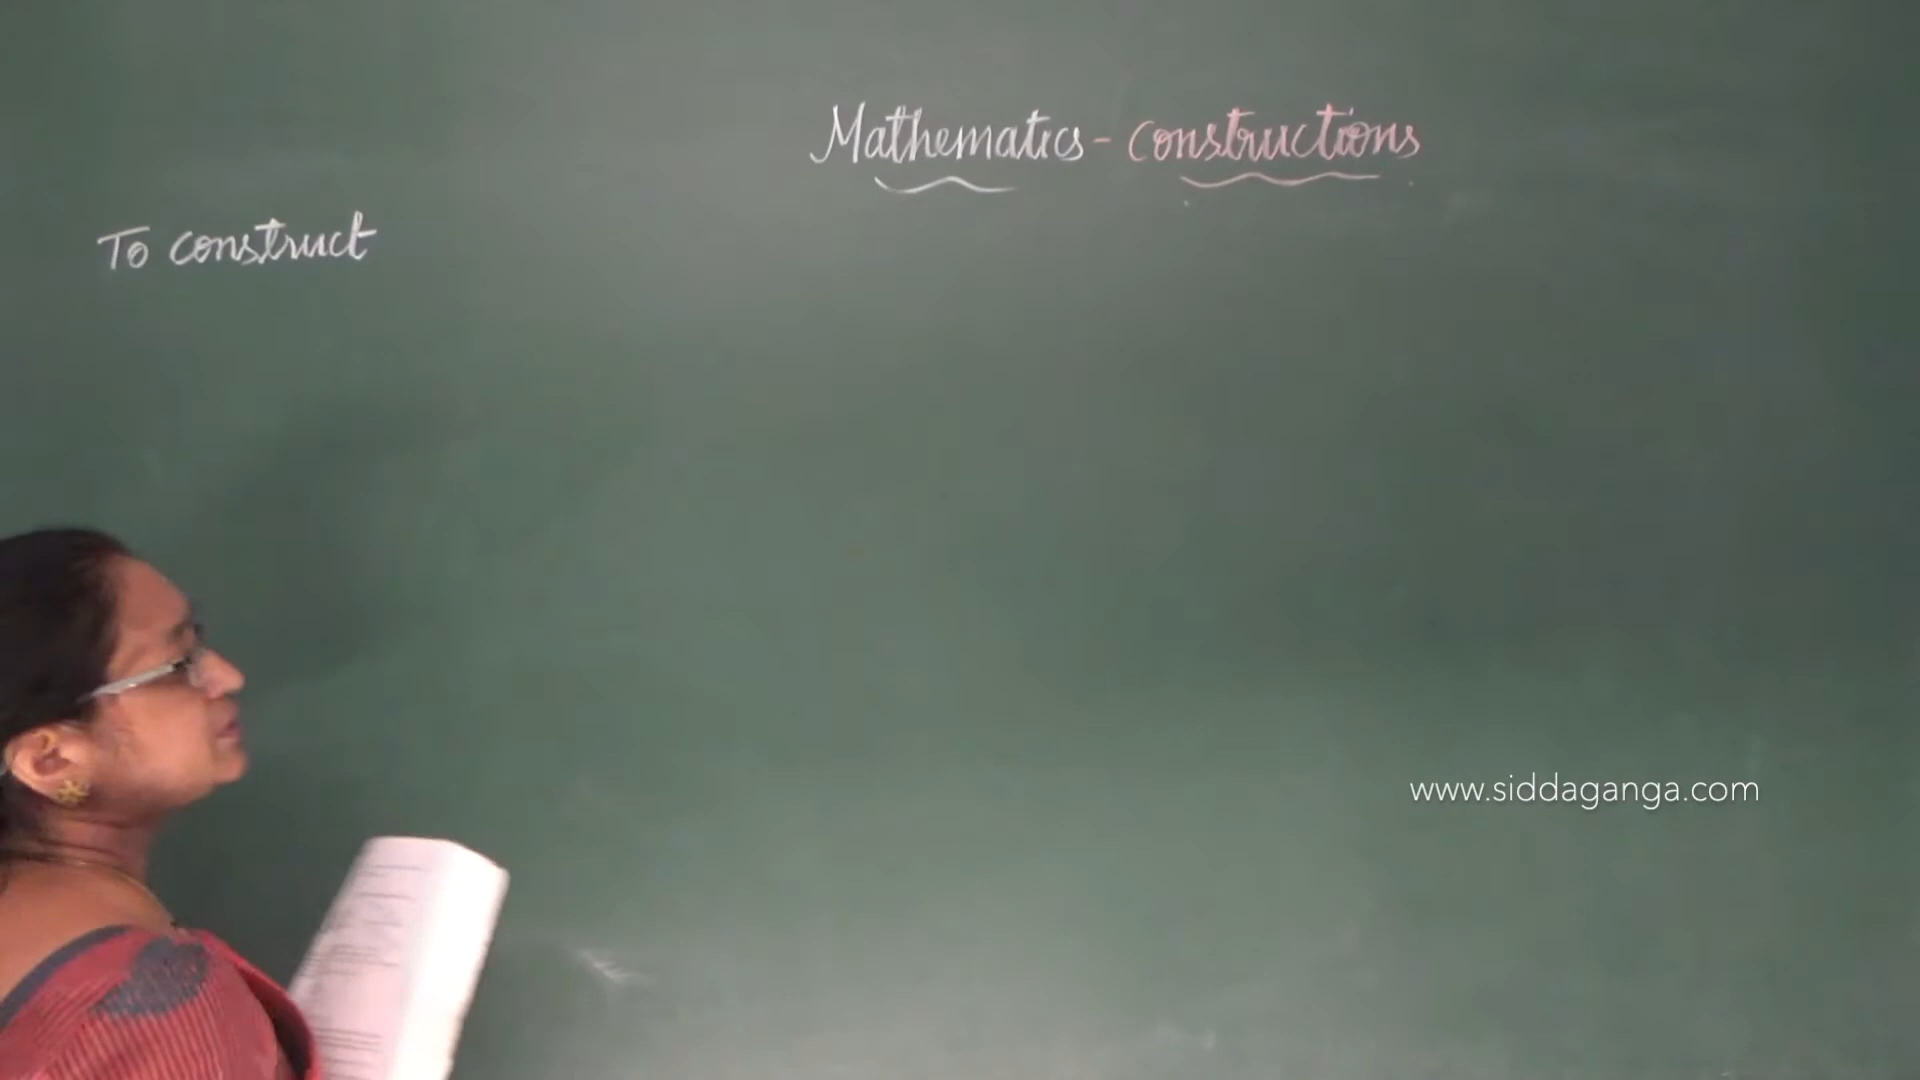 Mathematics - constructions
To construct
www.siddaganga.com